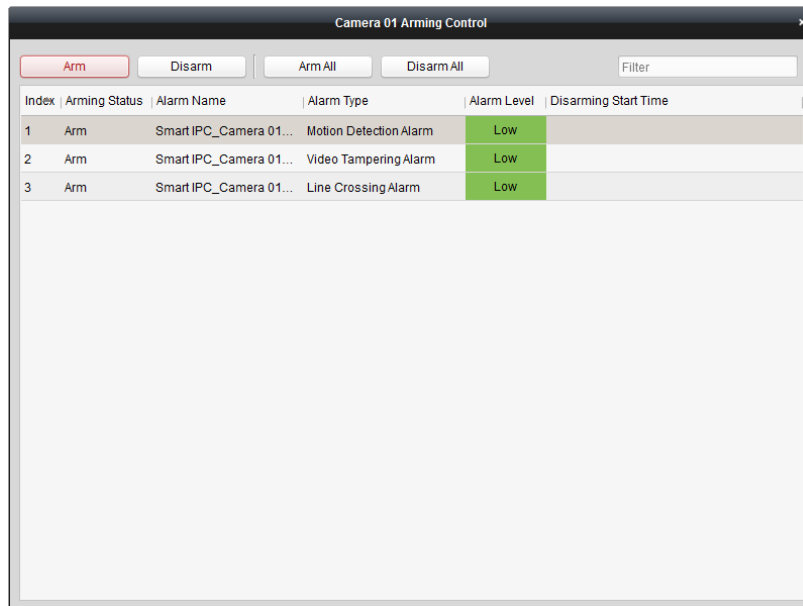 Camera 01 Arming Control
Arm Disarm Arm All Disarm All Filter
Index Arming Status Alarm Name Alarm Type Alarm Level Disarming Start Time
1 Arm Smart IPC_Camera 01... Motion Detection Alarm Low
2 Arm Smart IPC_Camera 01... Video Tampering Alarm Low
3 Arm Smart IPC_Camera 01... Line Crossing Alarm Low